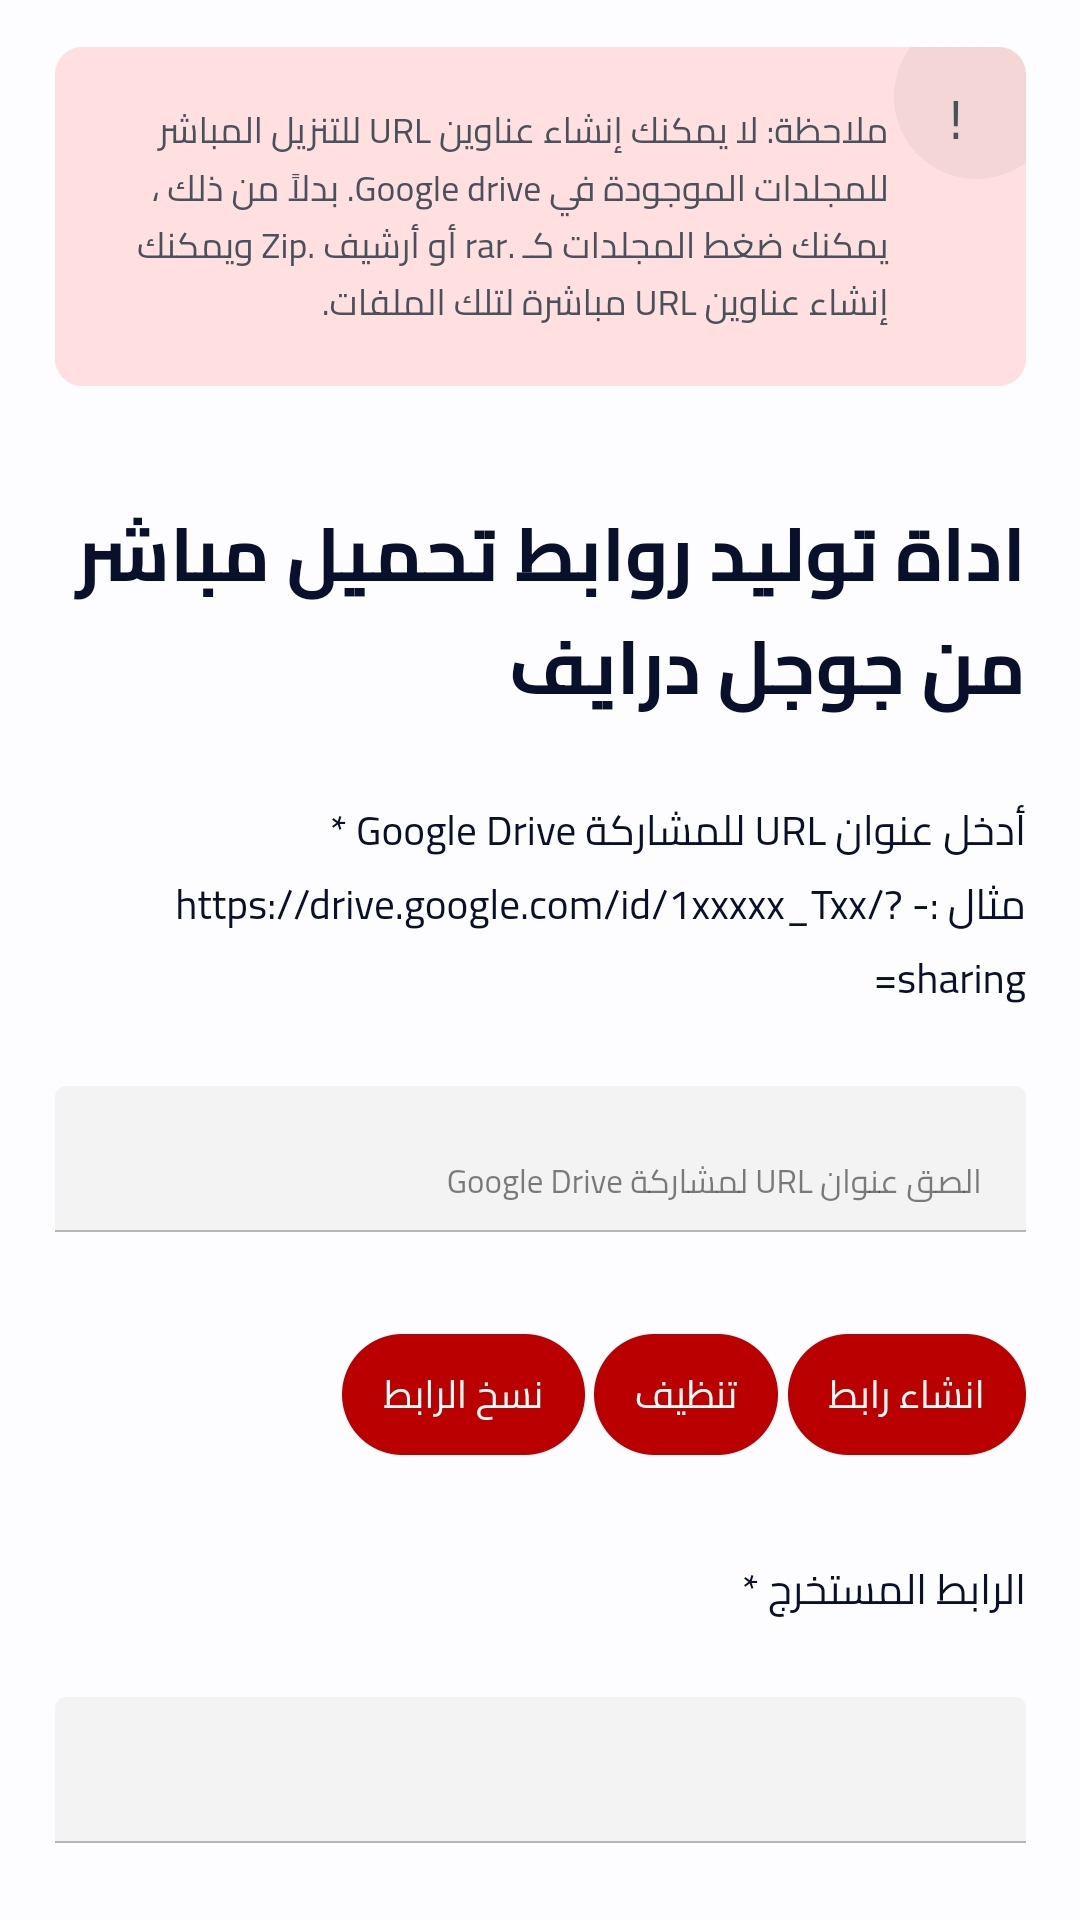 !
ملاحظة: لا يمكنك إنشاء عناوين URL للتنزيل المباشر
للمجلدات الموجودة في Google drive. بدلاً من ذلك ،
يمكنك ضغط المجلدات كـ .rar أو أرشيف .Zip ويمكنك
إنشاء عناوين URL مباشرة لتلك الملفات.
اداة توليد روابط تحميل مباشر
من جوجل درايف
أدخل عنوان URL للمشاركة Google Drive *
مثال :- https://drive.google.com/id/1xxxxx_Txx/?
sharing=
الصق عنوان URL لمشاركة Google Drive
انشاء رابط
تنظيف
نسخ الرابط
الرابط المستخرج *